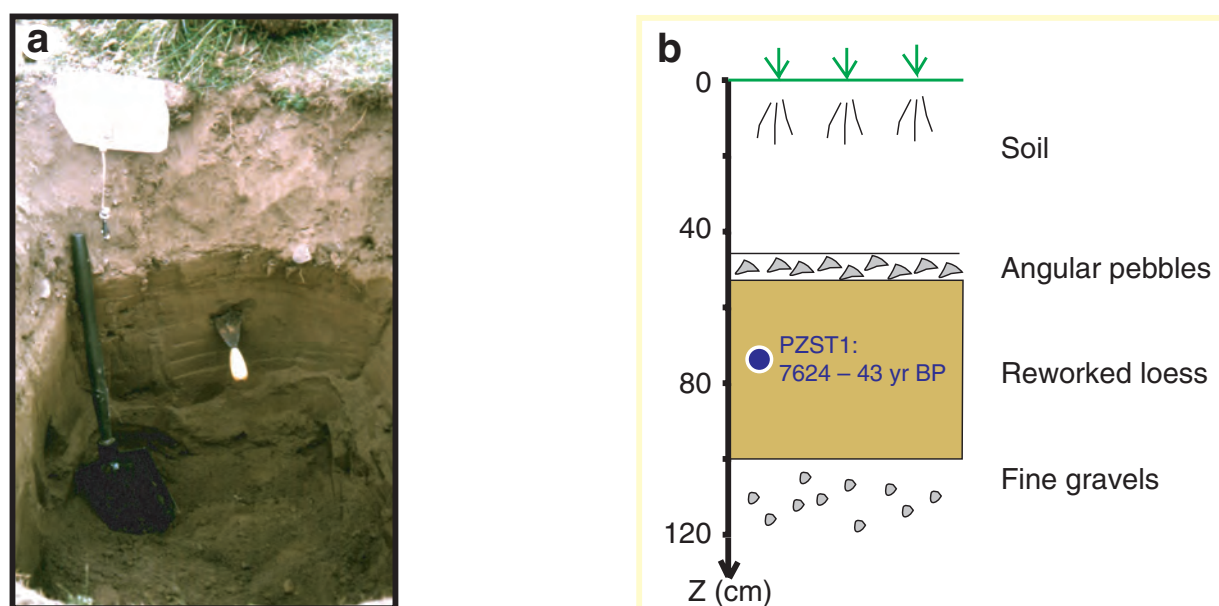 a
b
0
Soil
40
Angular pebbles
PZST1:
7624 – 43 yr BP
80
Reworked loess
Fine gravels
120
Z (cm)